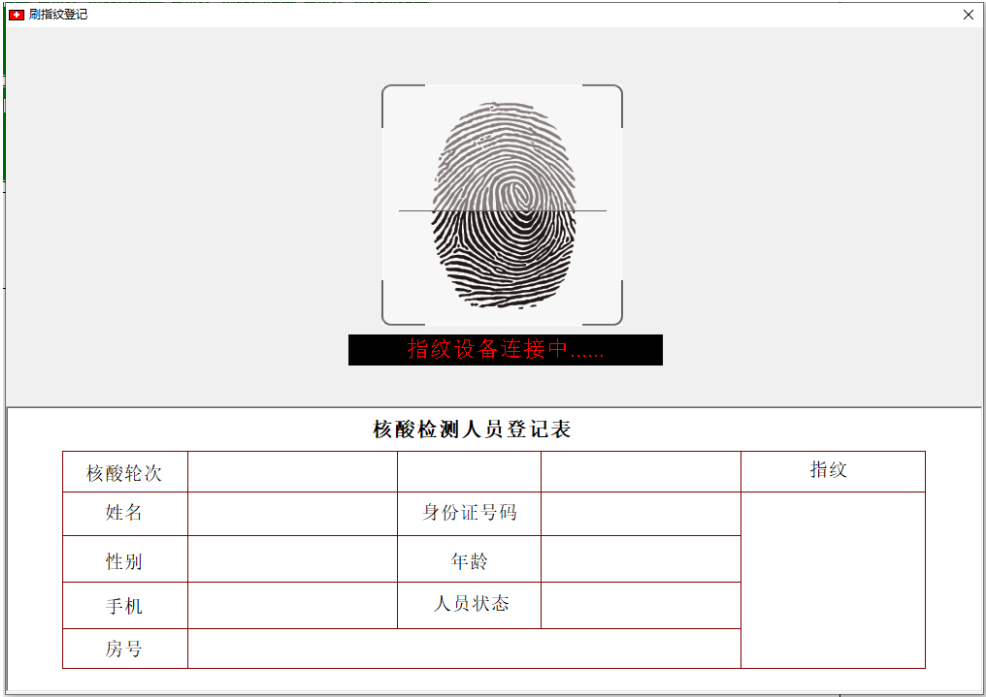 刷指纹登记
指纹设备连接中......
核酸检测人员登记表
核酸轮次 指纹
姓名 身份证号码
性别 年龄
手机 人员状态
房号